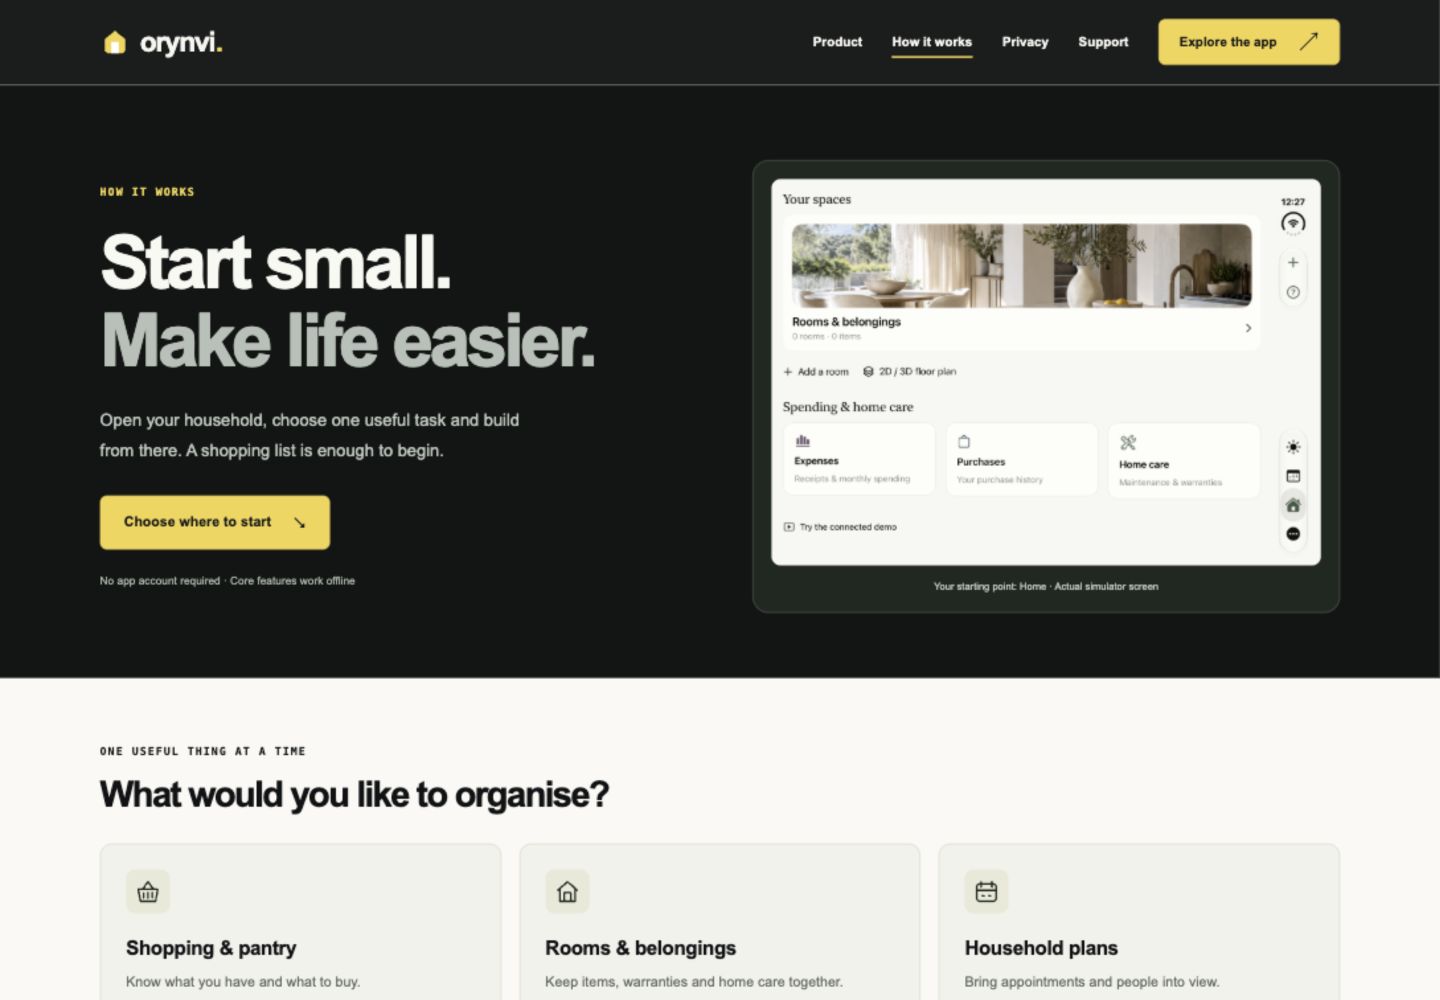 orynvi.
Product
How it works
Privacy
Support
Explore the app
HOW IT WORKS
Start small.
Make life easier.
Open your household, choose one useful task and build
from there. A shopping list is enough to begin.
Choose where to start
No app account required · Core features work offline
Your spaces
12:27
Rooms & belongings
0 rooms · 0 items
Add a room
2D / 3D floor plan
Spending & home care
Expenses
Receipts & monthly spending
Purchases
Your purchase history
Home care
Maintenance & warranties
Try the connected demo
Your starting point: Home · Actual simulator screen
ONE USEFUL THING AT A TIME
What would you like to organise?
Shopping & pantry
Know what you have and what to buy.
Rooms & belongings
Keep items, warranties and home care together.
Household plans
Bring appointments and people into view.